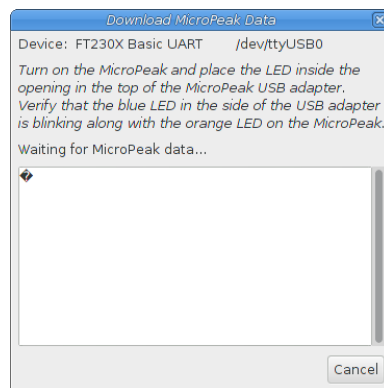 Download MicroPeak Data
Device: FT230X Basic UART /dev/ttyUSB0
Turn on the MicroPeak and place the LED inside the
opening in the top of the MicroPeak USB adapter.
Verify that the blue LED in the side of the USB adapter
is blinking along with the orange LED on the MicroPeak.
Waiting for MicroPeak data...
�
Cancel